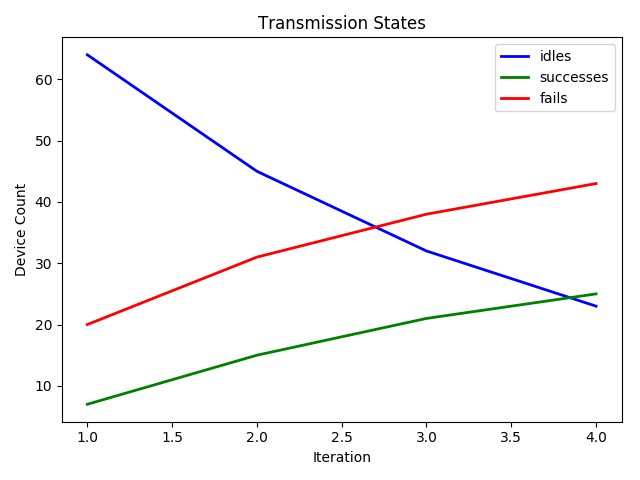 Transmission States
idles
successes
fails
Device Count
60
50
40
30
20
10
1.0 1.5 2.0 2.5 3.0 3.5 4.0
Iteration